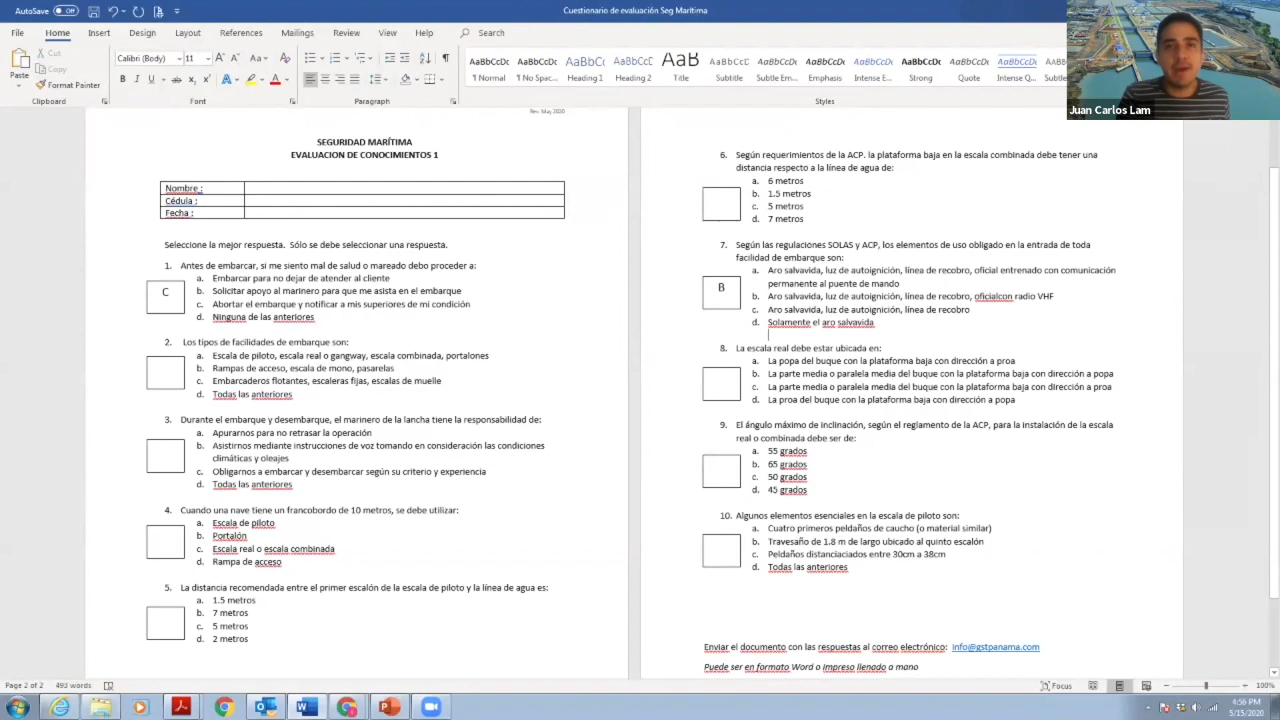 AutoSave Off
Cuestionario de evaluación Seg Marítima
File Home Insert Draw Design Layout References Mailings Review View Help Search
Paste
Cut
Copy
Format Painter
Calibri (Body) 11
AaBbCcDc AaBbCcDc AaBbCc AaBbCc AaB AaBbCcDc AaBbCcDc AaBbCcDc AaBbCcDc AaBbCcDc AaBbCcDc AaBbCcDc
¶ Normal ¶ No Spac... Heading 1 Heading 2 Title Subtitle Subtle Em... Emphasis Intense E... Strong Quote Intense Q... Subtle
Clipboard Font Paragraph Styles
Juan Carlos Lam
Rev. May 2020
SEGURIDAD MARÍTIMA
EVALUACION DE CONOCIMIENTOS 1
Nombre :
Cédula :
Fecha :
Seleccione la mejor respuesta. Sólo se debe seleccionar una respuesta.
1. Antes de embarcar, si me siento mal de salud o mareado debo proceder a:
a. Embarcar para no dejar de atender al cliente
b. Solicitar apoyo al marinero para que me asista en el embarque
c. Abortar el embarque y notificar a mis superiores de mi condición
d. Ninguna de las anteriores
C
2. Los tipos de facilidades de embarque son:
a. Escala de piloto, escala real o gangway, escala combinada, portalones
b. Rampas de acceso, escala de mono, pasarelas
c. Embarcaderos flotantes, escaleras fijas, escalas de muelle
d. Todas las anteriores
3. Durante el embarque y desembarque, el marinero de la lancha tiene la responsabilidad de:
a. Apurarnos para no retrasar la operación
b. Asistirnos mediante instrucciones de voz tomando en consideración las condiciones
climáticas y oleajes
c. Obligarnos a embarcar y desembarcar según su criterio y experiencia
d. Todas las anteriores
4. Cuando una nave tiene un francobordo de 10 metros, se debe utilizar:
a. Escala de piloto
b. Portalón
c. Escala real o escala combinada
d. Rampa de acceso
5. La distancia recomendada entre el primer escalón de la escala de piloto y la línea de agua es:
a. 1.5 metros
b. 7 metros
c. 5 metros
d. 2 metros
6. Según requerimientos de la ACP. la plataforma baja en la escala combinada debe tener una
distancia respecto a la línea de agua de:
a. 6 metros
b. 1.5 metros
c. 5 metros
d. 7 metros
7. Según las regulaciones SOLAS y ACP, los elementos de uso obligado en la entrada de toda
facilidad de embarque son:
a. Aro salvavida, luz de autoignición, línea de recobro, oficial entrenado con comunicación
permanente al puente de mando
b. Aro salvavida, luz de autoignición, línea de recobro, oficialcon radio VHF
c. Aro salvavida, luz de autoignición, línea de recobro
d. Solamente el aro salvavida
B
8. La escala real debe estar ubicada en:
a. La popa del buque con la plataforma baja con dirección a proa
b. La parte media o paralela media del buque con la plataforma baja con dirección a popa
c. La parte media o paralela media del buque con la plataforma baja con dirección a proa
d. La proa del buque con la plataforma baja con dirección a popa
9. El ángulo máximo de inclinación, según el reglamento de la ACP, para la instalación de la escala
real o combinada debe ser de:
a. 55 grados
b. 65 grados
c. 50 grados
d. 45 grados
10. Algunos elementos esenciales en la escala de piloto son:
a. Cuatro primeros peldaños de caucho (o material similar)
b. Travesaño de 1.8 m de largo ubicado al quinto escalón
c. Peldaños distanciaciados entre 30cm a 38cm
d. Todas las anteriores
Enviar el documento con las respuestas al correo electrónico: info@gstpanama.com
Puede ser en formato Word o impreso llenado a mano
Page 2 of 2 493 words
Focus
100%
4:56 PM
5/15/2020